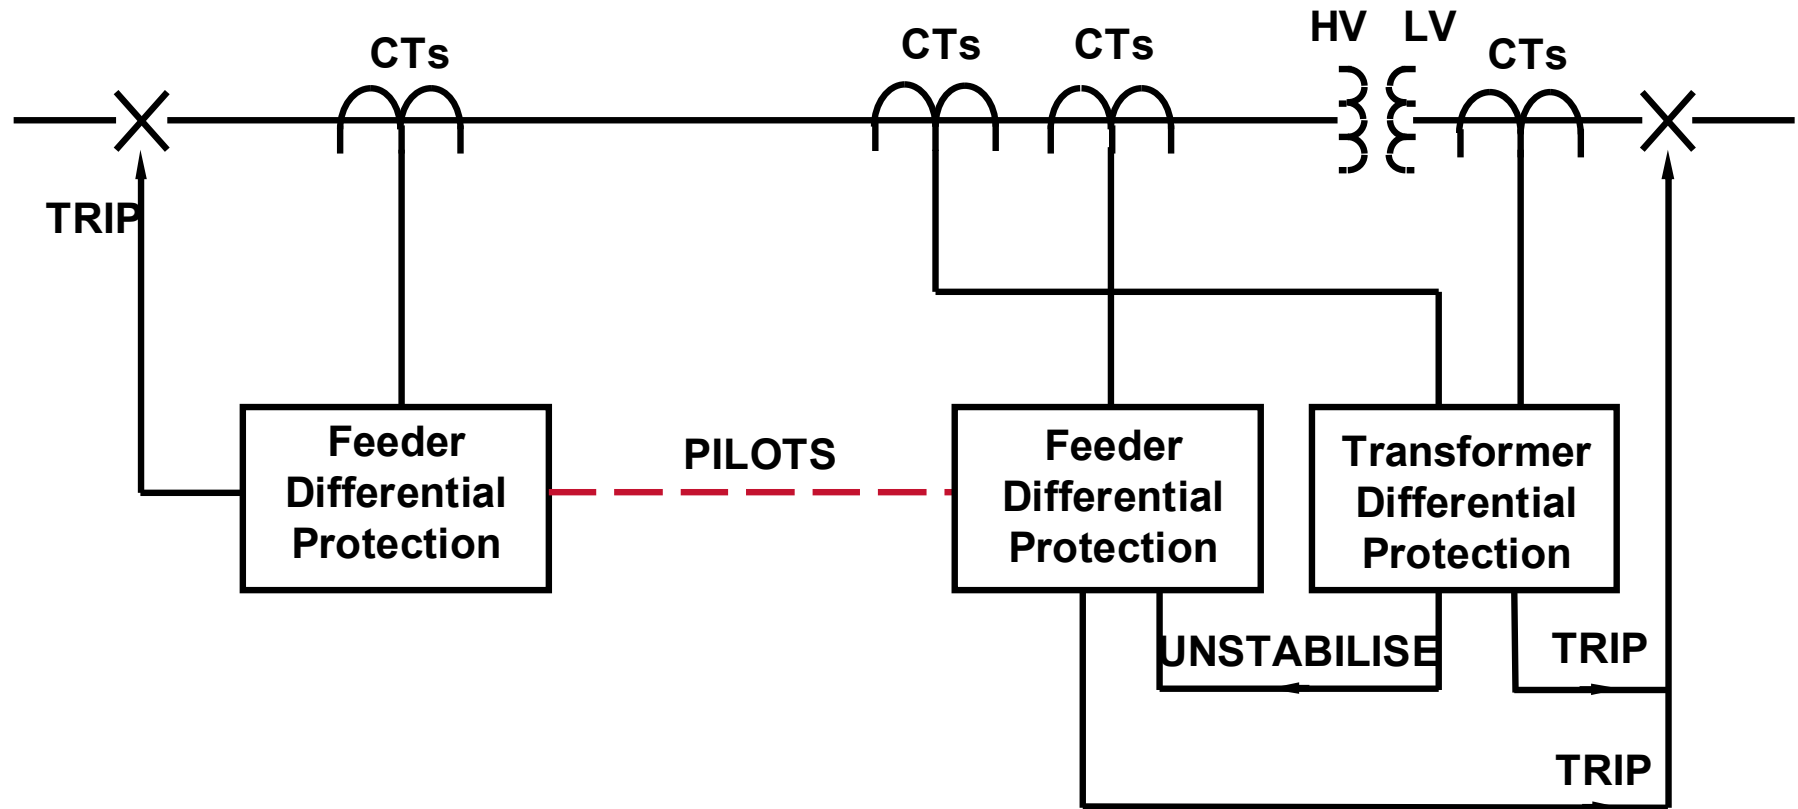 HV LV
CTs
CTs
CTs
CTs
TRIP
Feeder
Differential
Protection
PILOTS
Feeder
Differential
Protection
Transformer
Differential
Protection
UNSTABILISE
TRIP
TRIP